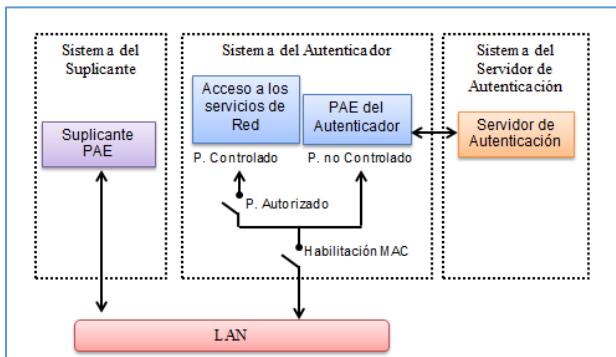 Sistema del
Suplicante
Suplicante
PAE
Sistema del Autenticador
Acceso a los
servicios de
Red
PAE del
Autenticador
P. Controlado
P. no Controlado
P. Autorizado
Habilitación MAC
Sistema del
Servidor de
Autenticación
Servidor de
Autenticación
LAN